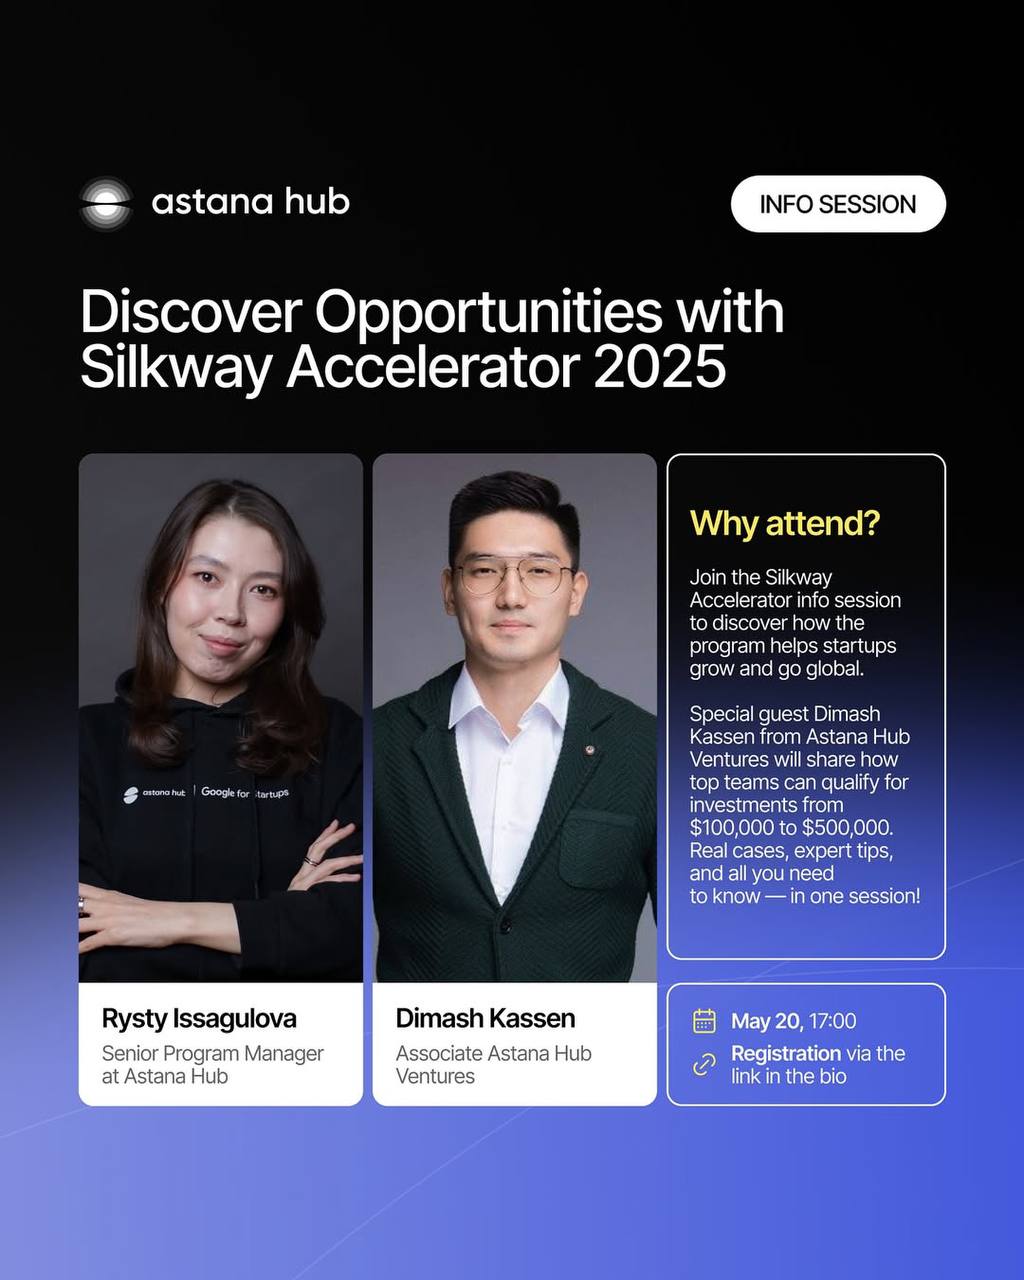 astana hub
INFO SESSION
Discover Opportunities with
Silkway Accelerator 2025
astana hub | Google for Startups
Rysty Issagulova
Senior Program Manager
at Astana Hub
Dimash Kassen
Associate Astana Hub
Ventures
Why attend?
Join the Silkway
Accelerator info session
to discover how the
program helps startups
grow and go global.
Special guest Dimash
Kassen from Astana Hub
Ventures will share how
top teams can qualify for
investments from
$100,000 to $500,000.
Real cases, expert tips,
and all you need
to know — in one session!
May 20, 17:00
Registration via the
link in the bio